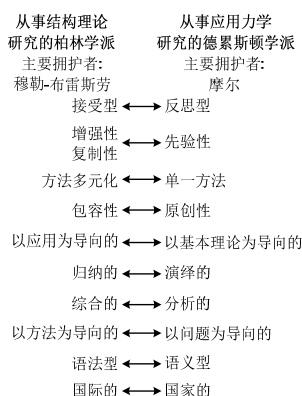 从事结构理论 从事应用力学
研究的柏林学派 研究的德累斯顿学派
主要拥护者: 主要拥护者:
穆勒-布雷斯劳 摩尔
接受型 反思型
增强性
复制性 先验性
方法多元化 单一方法
包容性 原创性
以应用为导向的 以基本理论为导向的
归纳的 演绎的
综合的 分析的
以方法为导向的 以问题为导向的
语法型 语义型
国际的 国家的